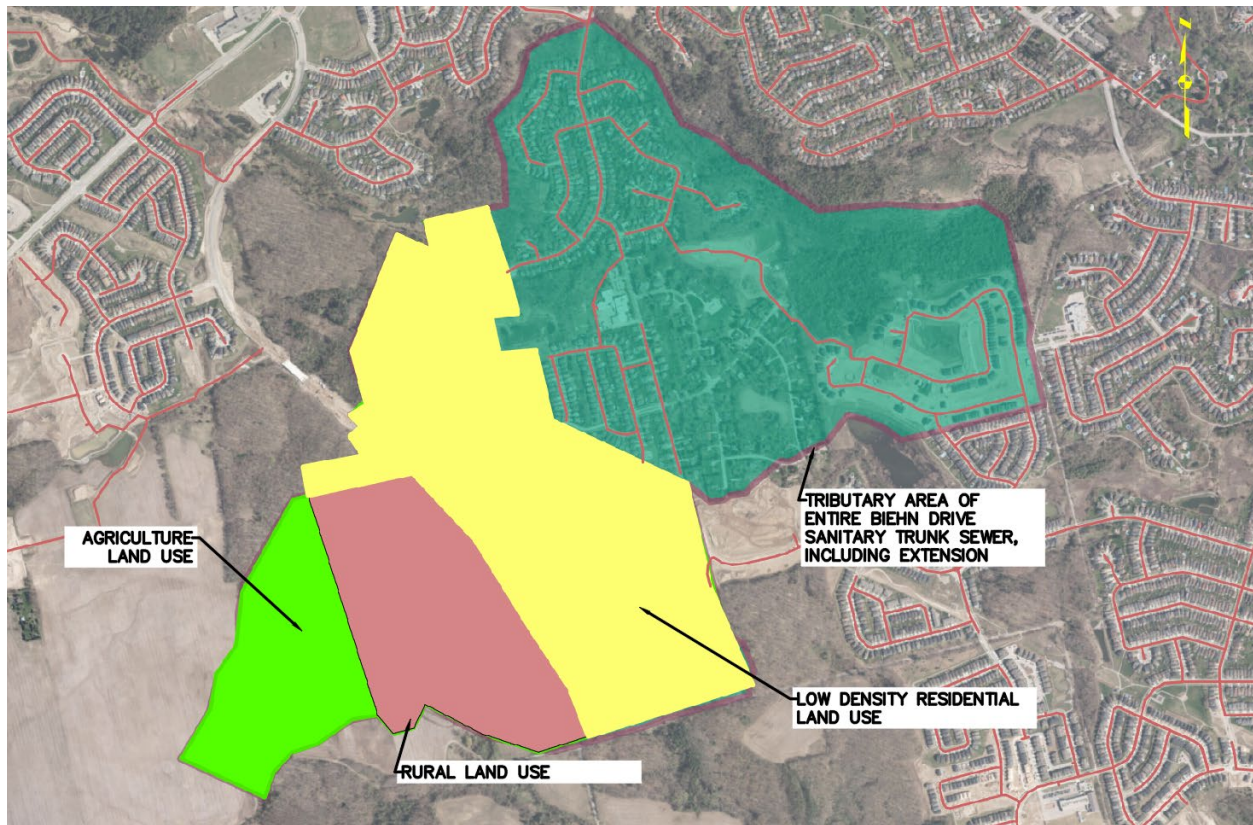 TRIBUTARY AREA OF
ENTIRE BIEHN DRIVE
SANITARY TRUNK SEWER,
INCLUDING EXTENSION
AGRICULTURE
LAND USE
LOW DENSITY RESIDENTIAL
LAND USE
RURAL LAND USE